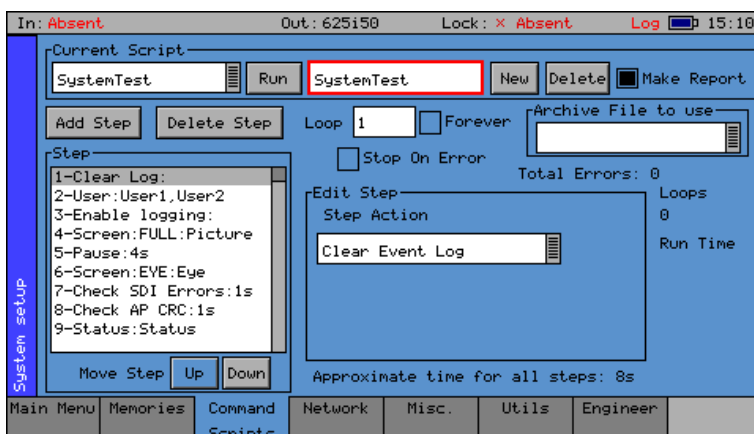 In: Absent Out: 625i50 Lock: × Absent Log 15:10
Current Script
SystemTest Run SystemTest New Delete Make Report
Add Step Delete Step Loop 1 Forever Archive File to use
Stop On Error
Step Total Errors: 0
1-Clear Log:
2-User:User1,User2
3-Enable logging:
4-Screen:FULL:Picture
5-Pause:4s
6-Screen:EYE:Eye
7-Check SDI Errors:1s
8-Check AP CRC:1s
9-Status:Status
Move Step Up Down
Edit Step
Step Action
Clear Event Log
Loops
0
Run Time
Approximate time for all steps: 8s
System setup
Main Menu Memories Command Scripts Network Misc. Utils Engineer